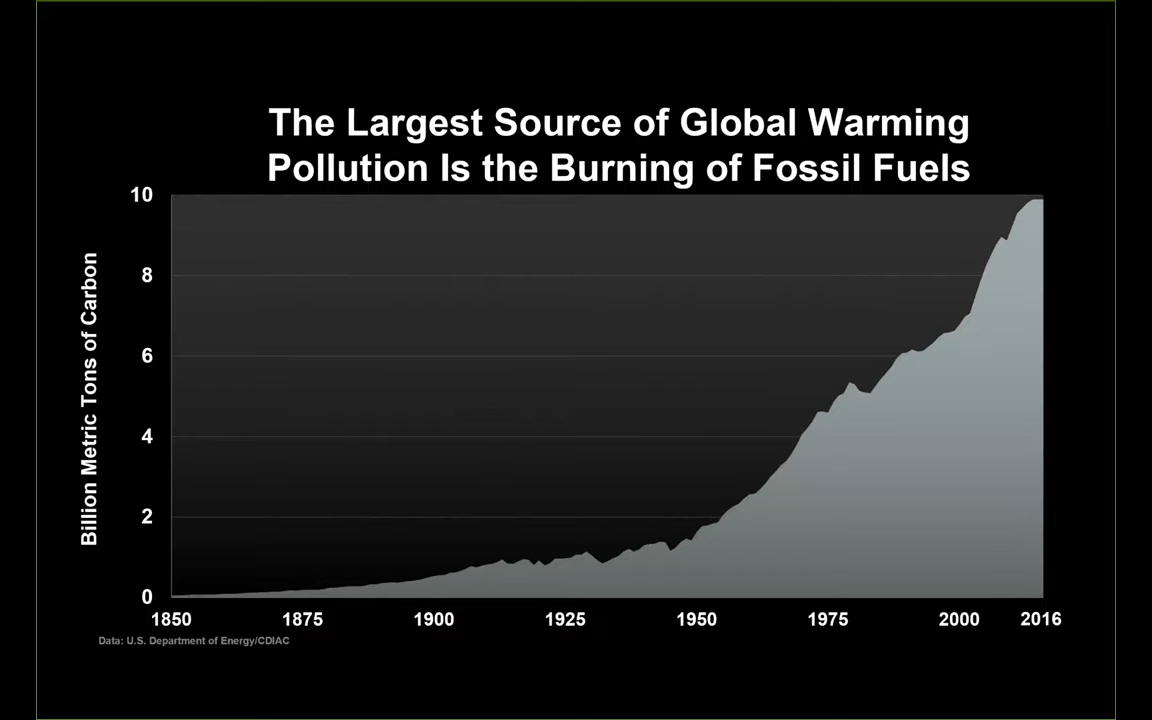 The Largest Source of Global Warming
Pollution Is the Burning of Fossil Fuels
Billion Metric Tons of Carbon
10
8
6
4
2
0
1850 1875 1900 1925 1950 1975 2000 2016
Data: U.S. Department of Energy/CDIAC